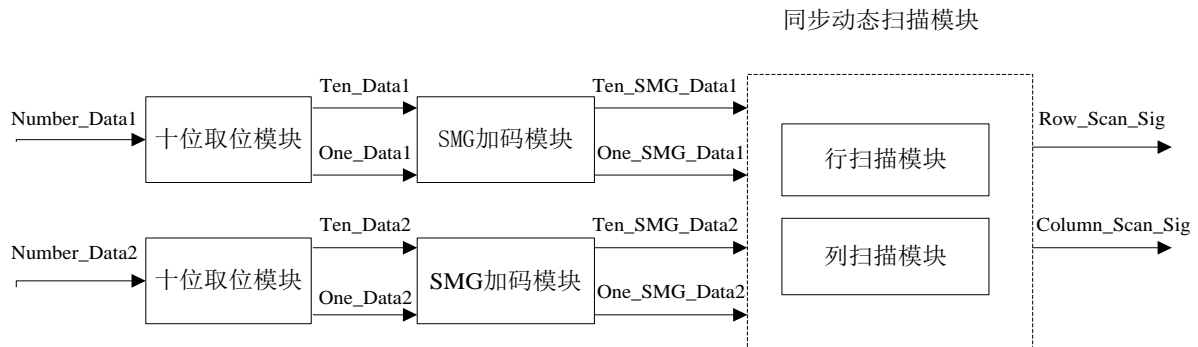 同步动态扫描模块
Number_Data1
十位取位模块
Ten_Data1
One_Data1
SMG加码模块
Ten_SMG_Data1
One_SMG_Data1
行扫描模块
Row_Scan_Sig
Number_Data2
十位取位模块
Ten_Data2
One_Data2
SMG加码模块
Ten_SMG_Data2
One_SMG_Data2
列扫描模块
Column_Scan_Sig